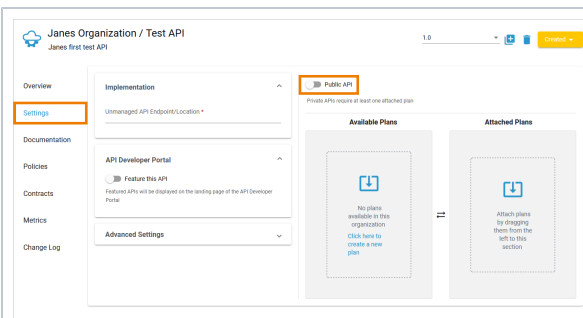 Janes Organization / Test API
Janes first test API
1.0
Created
Overview
Settings
Documentation
Policies
Contracts
Metrics
Change Log
Implementation
Unmanaged API Endpoint/Location *
API Developer Portal
Feature this API
Featured APIs will be displayed on the landing page of the API Developer
Portal
Advanced Settings
Public API
Private APIs require at least one attached plan
Available Plans
No plans
available in this
organization
Click here to
create a new
plan
Attached Plans
Attach plans
by dragging
them from the
left to this
section